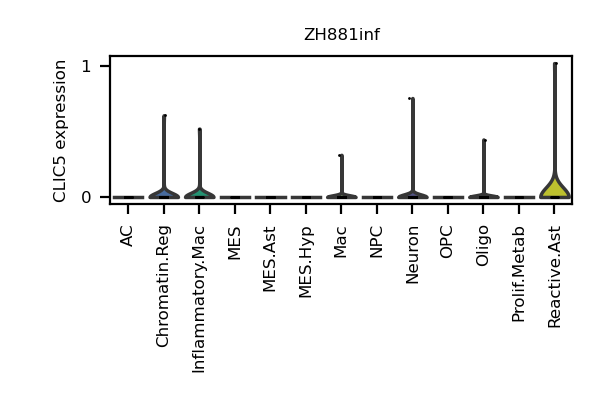 ZH881inf
CLIC5 expression
1
0
AC
Chromatin.Reg
Inflammatory.Mac
MES
MES.Ast
MES.Hyp
Mac
NPC
Neuron
OPC
Oligo
Prolif.Metab
Reactive.Ast